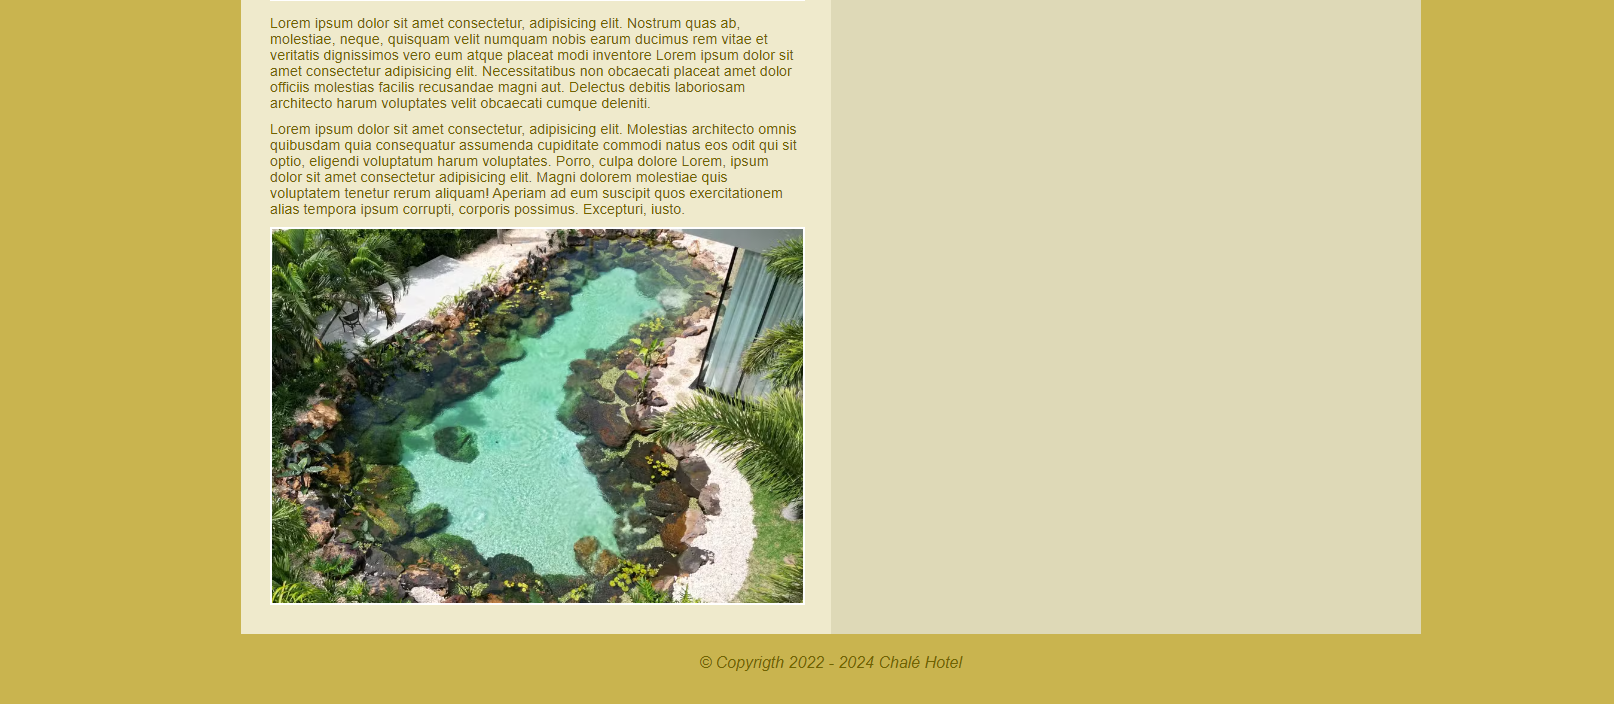 Lorem ipsum dolor sit amet consectetur, adipisicing elit. Nostrum quas ab,
molestiae, neque, quisquam velit numquam nobis earum ducimus rem vitae et
veritatis dignissimos vero eum atque placeat modi inventore Lorem ipsum dolor sit
amet consectetur adipisicing elit. Necessitatibus non obcaecati placeat amet dolor
officiis molestias facilis recusandae magni aut. Delectus debitis laboriosam
architecto harum voluptates velit obcaecati cumque deleniti.
Lorem ipsum dolor sit amet consectetur, adipisicing elit. Molestias architecto omnis
quibusdam quia consequatur assumenda cupiditate commodi natus eos odit qui sit
optio, eligendi voluptatum harum voluptates. Porro, culpa dolore Lorem, ipsum
dolor sit amet consectetur adipisicing elit. Magni dolorem molestiae quis
voluptatem tenetur rerum aliquam! Aperiam ad eum suscipit quos exercitationem
alias tempora ipsum corrupti, corporis possimus. Excepturi, iusto.
© Copyrigth 2022 - 2024 Chalé Hotel